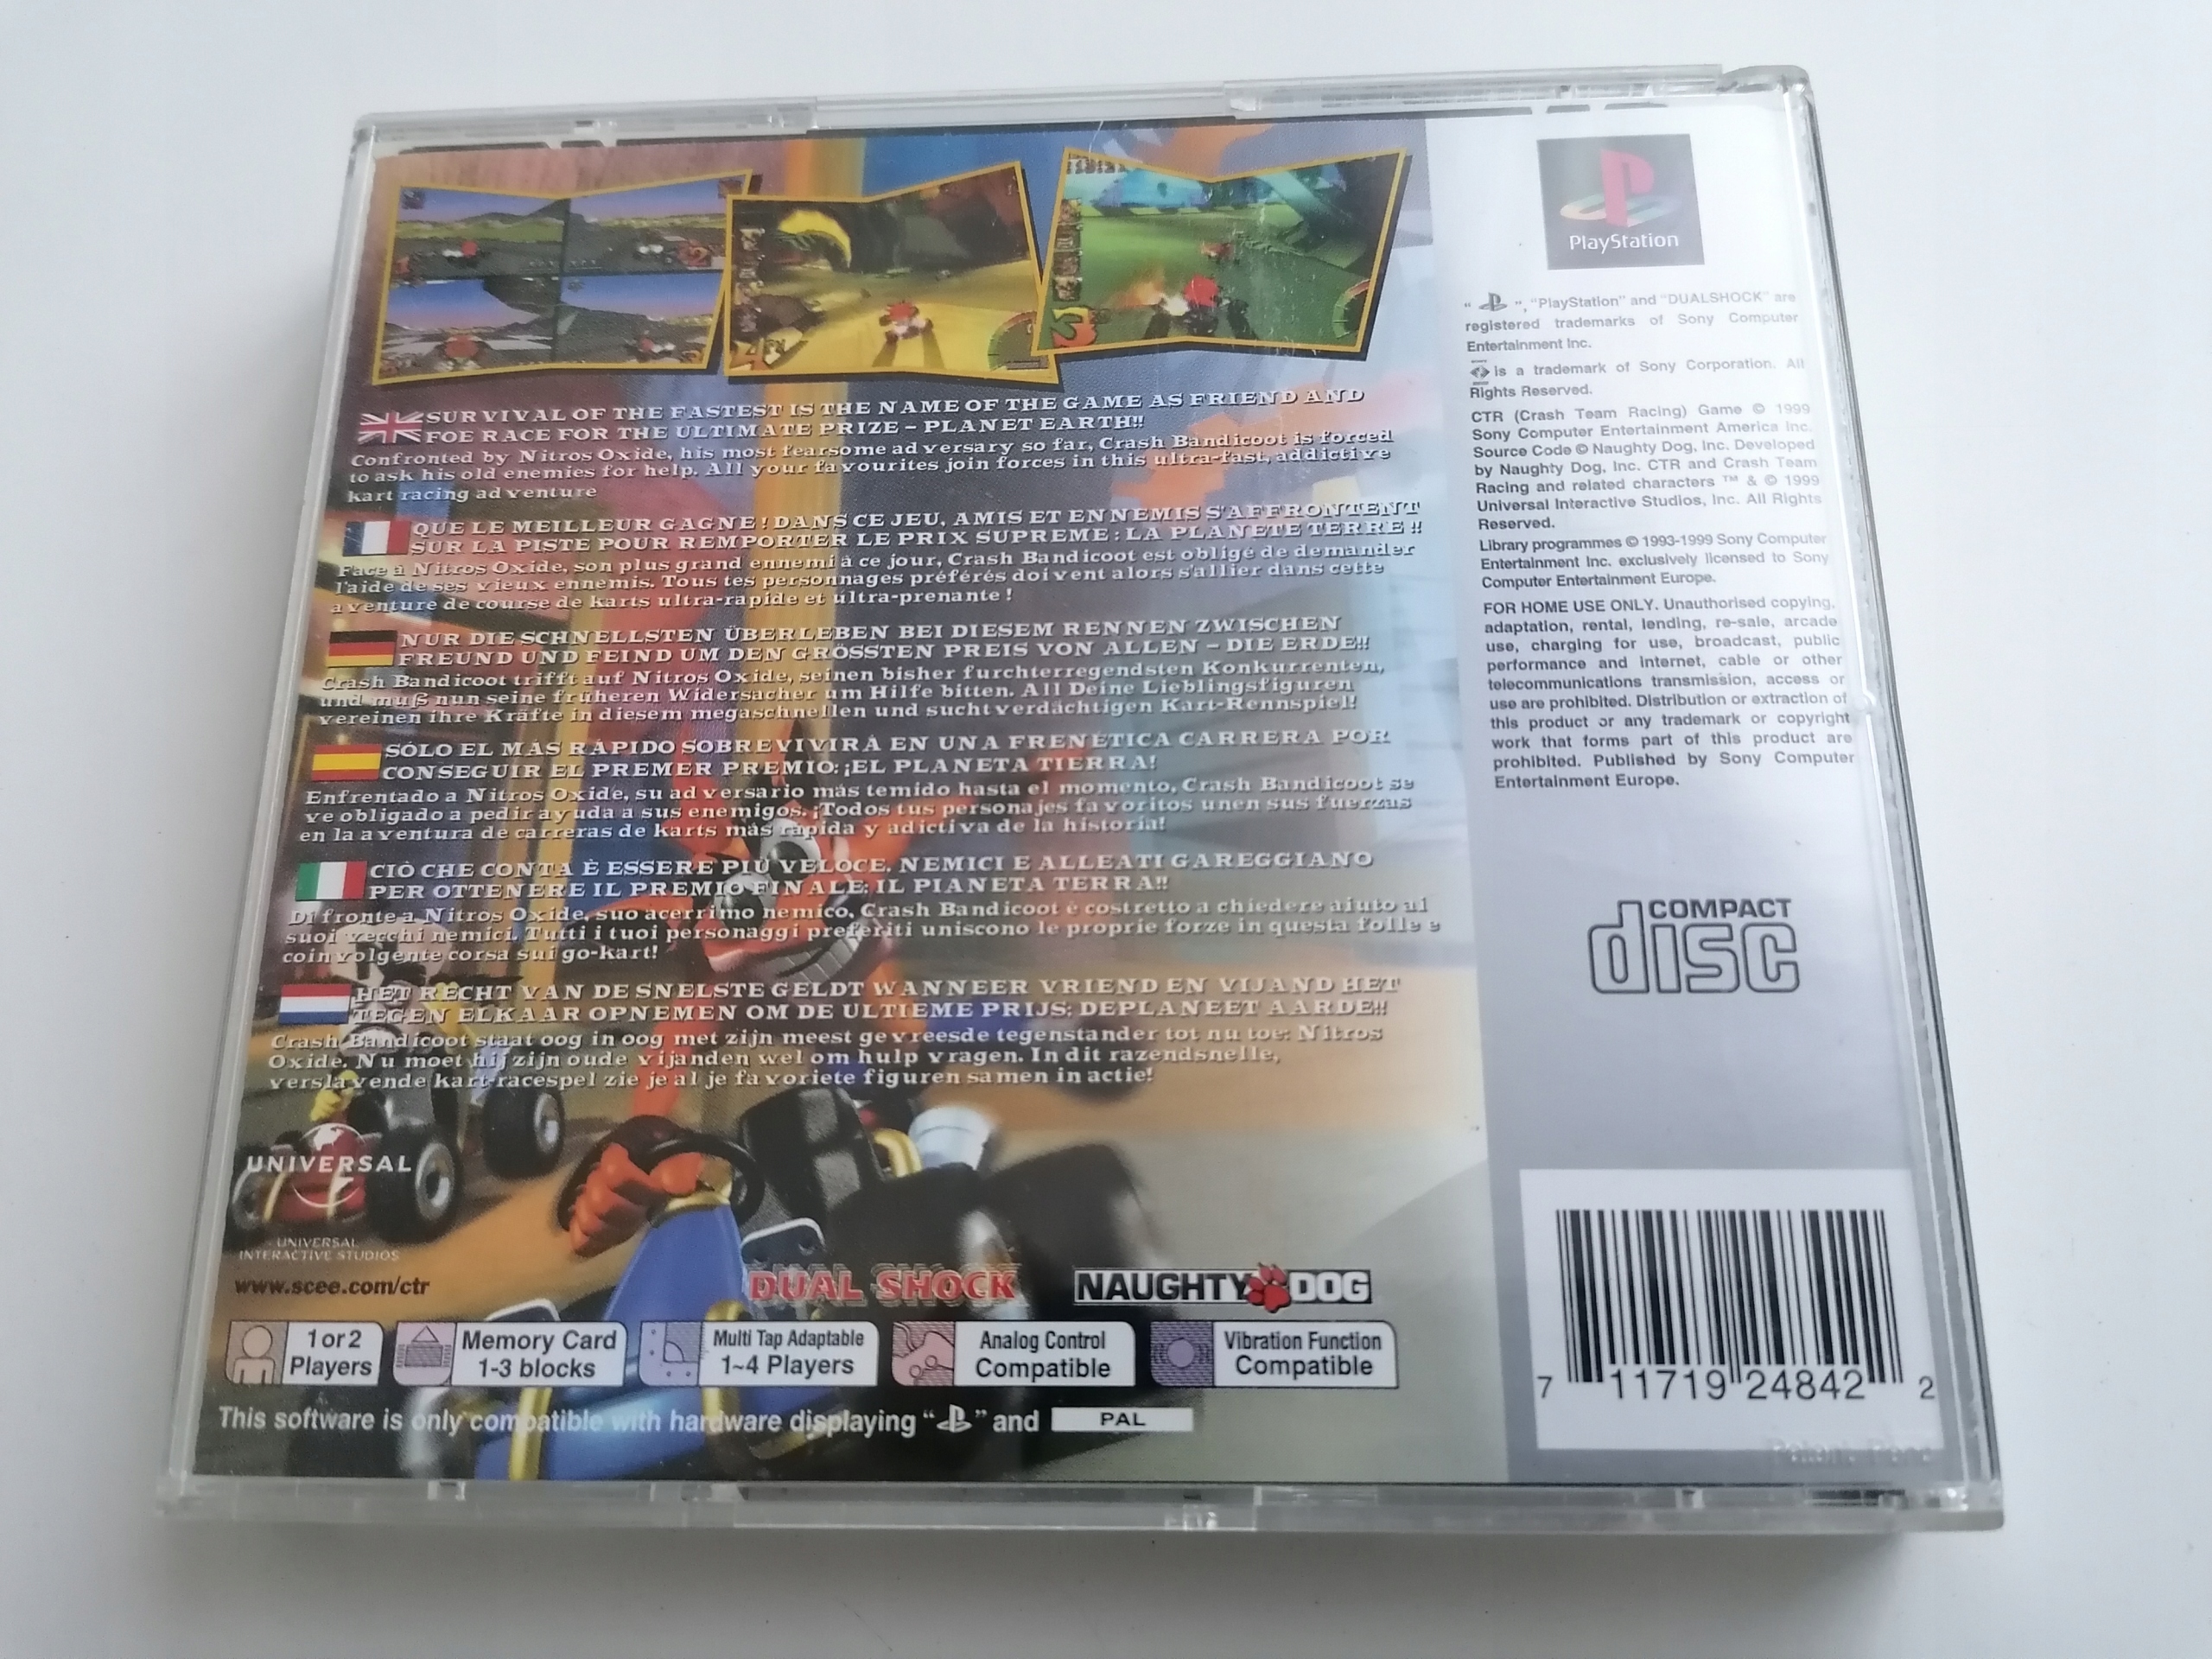 SURVIVAL OF THE FASTEST IS THE NAME OF THE GAME AS FRIEND AND
FOE RACE FOR THE ULTIMATE PRIZE – PLANET EARTH!!
Confronted by Nitros Oxide, his most fearsome adversary so far, Crash Bandicoot is forced
to ask his old enemies for help. All your favourites join forces in this ultra-fast, addictive
kart racing adventure
QUE LE MEILLEUR GAGNE ! DANS CE JEU, AMIS ET ENNEMIS S'AFFRONTENT
SUR LA PISTE POUR REMPORTER LE PRIX SUPREME : LA PLANETE TERRE !!
Face à Nitros Oxide, son plus grand ennemi à ce jour, Crash Bandicoot est obligé de demander
l'aide de ses vieux ennemis. Tous tes personnages préférés doivent alors s'allier dans cette
aventure de course de karts ultra-rapide et ultra-prenante !
NUR DIE SCHNELLSTEN ÜBERLEBEN BEI DIESEM RENNEN ZWISCHEN
FREUND UND FEIND UM DEN GRÖSSTEN PREIS VON ALLEN – DIE ERDE!!
Crash Bandicoot trifft auf Nitros Oxide, seinen bisher furchterregendsten Konkurrenten,
und muß nun seine früheren Widersacher um Hilfe bitten. All Deine Lieblingsfiguren
vereinen ihre Kräfte in diesem megaschnellen und suchtverdächtigen Kart-Rennspiel!
SÓLO EL MÁS RÁPIDO SOBREVIVIRÁ EN UNA FRENÉTICA CARRERA POR
CONSEGUIR EL PREMER PREMIO: ¡EL PLANETA TIERRA!
Enfrentado a Nitros Oxide, su adversario más temido hasta el momento, Crash Bandicoot se
ve obligado a pedir ayuda a sus enemigos. ¡Todos tus personajes favoritos unen sus fuerzas
en la aventura de carreras de karts más rápida y adictiva de la historia!
CIÒ CHE CONTA È ESSERE PIÙ VELOCE. NEMICI E ALLEATI GAREGGIANO
PER OTTENERE IL PREMIO FINALE: IL PIANETA TERRA!!
Di fronte a Nitros Oxide, suo acerrimo nemico, Crash Bandicoot è costretto a chiedere aiuto ai
suoi vecchi nemici. Tutti i tuoi personaggi preferiti uniscono le proprie forze in questa folle e
coinvolgente corsa sui go-kart!
HET RECHT VAN DE SNELSTE GELDT WANNEER VRIEND EN VIJAND HET
TEGEN ELKAAR OPNEMEN OM DE ULTIEME PRIJS: DEPLANEET AARDE!!
Crash Bandicoot staat oog in oog met zijn meest gevreesde tegenstander tot nu toe: Nitros
Oxide. Nu moet hij zijn oude vijanden wel om hulp vragen. In dit razendsnelle,
verslavende kart-racespel zie je al je favoriete figuren samen in actie!
UNIVERSAL
UNIVERSAL
INTERACTIVE STUDIOS
www.scee.com/ctr
DUAL SHOCK
NAUGHTY DOG
1 or 2
Players
Memory Card
1-3 blocks
Multi Tap Adaptable
1~4 Players
Analog Control
Compatible
Vibration Function
Compatible
This software is only compatible with hardware displaying “ ” and PAL
PlayStation
“ ”, “PlayStation” and “DUALSHOCK” are
registered trademarks of Sony Computer
Entertainment Inc.
is a trademark of Sony Corporation. All
Rights Reserved.
CTR (Crash Team Racing) Game © 1999
Sony Computer Entertainment America Inc.
Source Code © Naughty Dog, Inc. Developed
by Naughty Dog, Inc. CTR and Crash Team
Racing and related characters ™ & © 1999
Universal Interactive Studios, Inc. All Rights
Reserved.
Library programmes © 1993-1999 Sony Computer
Entertainment Inc. exclusively licensed to Sony
Computer Entertainment Europe.
FOR HOME USE ONLY. Unauthorised copying,
adaptation, rental, lending, re-sale, arcade
use, charging for use, broadcast, public
performance and internet, cable or other
telecommunications transmission, access or
use are prohibited. Distribution or extraction of
this product or any trademark or copyright
work that forms part of this product are
prohibited. Published by Sony Computer
Entertainment Europe.
COMPACT
disc
7 11719 24842 2